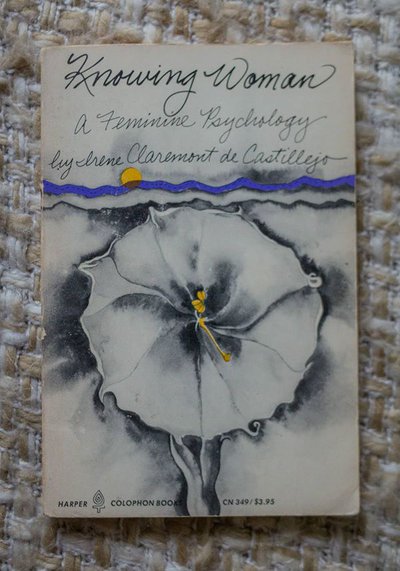 Knowing Woman
a Feminine Psychology
by Irene Claremont de Castillejo
HARPER COLOPHON BOOKS CN 349/$3.95